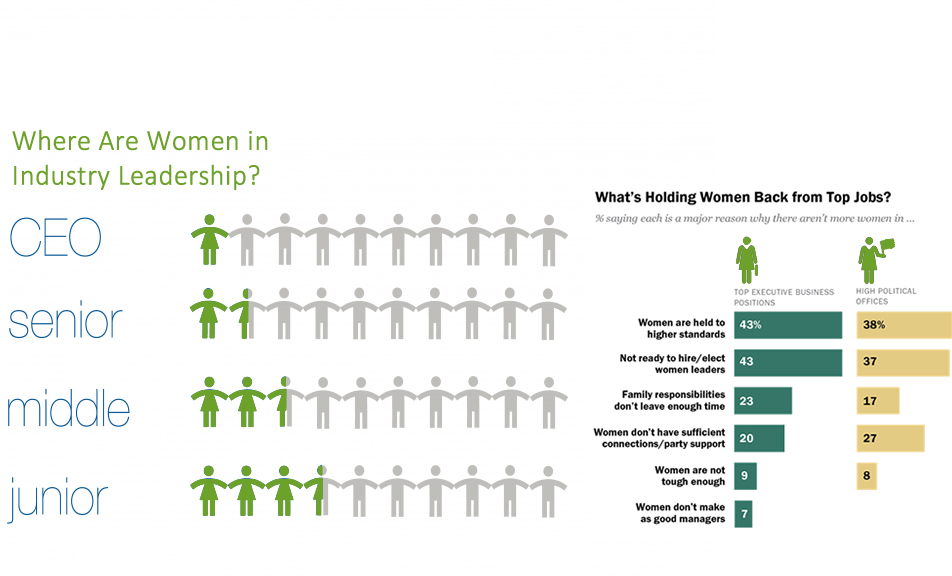 Where Are Women in
Industry Leadership?
CEO
senior
middle
junior
What's Holding Women Back from Top Jobs?
% saying each is a major reason why there aren't more women in ...
TOP EXECUTIVE BUSINESS
POSITIONS
HIGH POLITICAL
OFFICES
Women are held to
higher standards
43%
38%
Not ready to hire/elect
women leaders
43
37
Family responsibilities
don't leave enough time
23
17
Women don't have sufficient
connections/party support
20
27
Women are not
tough enough
9
8
Women don't make
as good managers
7